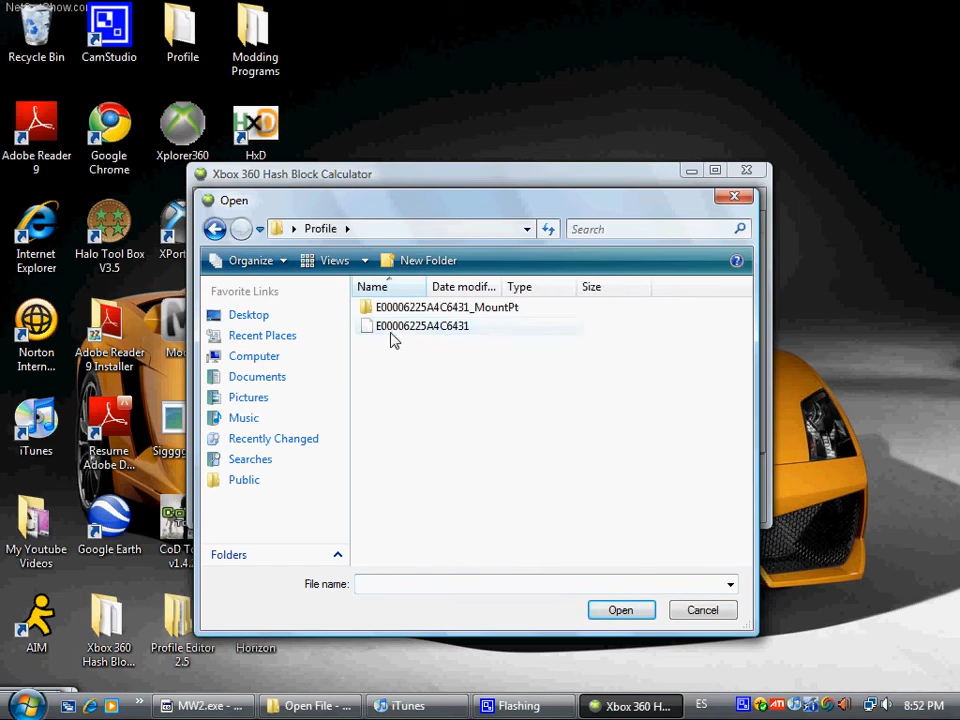 Recycle Bin
CamStudio
Profile
Modding
Programs
Adobe Reader
9
Google
Chrome
Xplorer360
HxD
Internet
Explorer
Halo Tool Box
V3.5
Norton
Intern...
Adobe Reader
9 Installer
iTunes
Resume
Adobe D...
My Youtube
Videos
Google Earth
v1.4...
AIM
Xbox 360
Hash Blo...
Profile Editor
2.5
Horizon
Xbox 360 Hash Block Calculator
Open
Profile
Search
Organize
Views
New Folder
Favorite Links
Desktop
Recent Places
Computer
Documents
Pictures
Music
Recently Changed
Searches
Public
Folders
Name
Date modif...
Type
Size
E00006225A4C6431_MountPt
E00006225A4C6431
File name:
Open
Cancel
MW2.exe - ...
Open File - ...
iTunes
Flashing
Xbox 360 H...
ES
8:52 PM